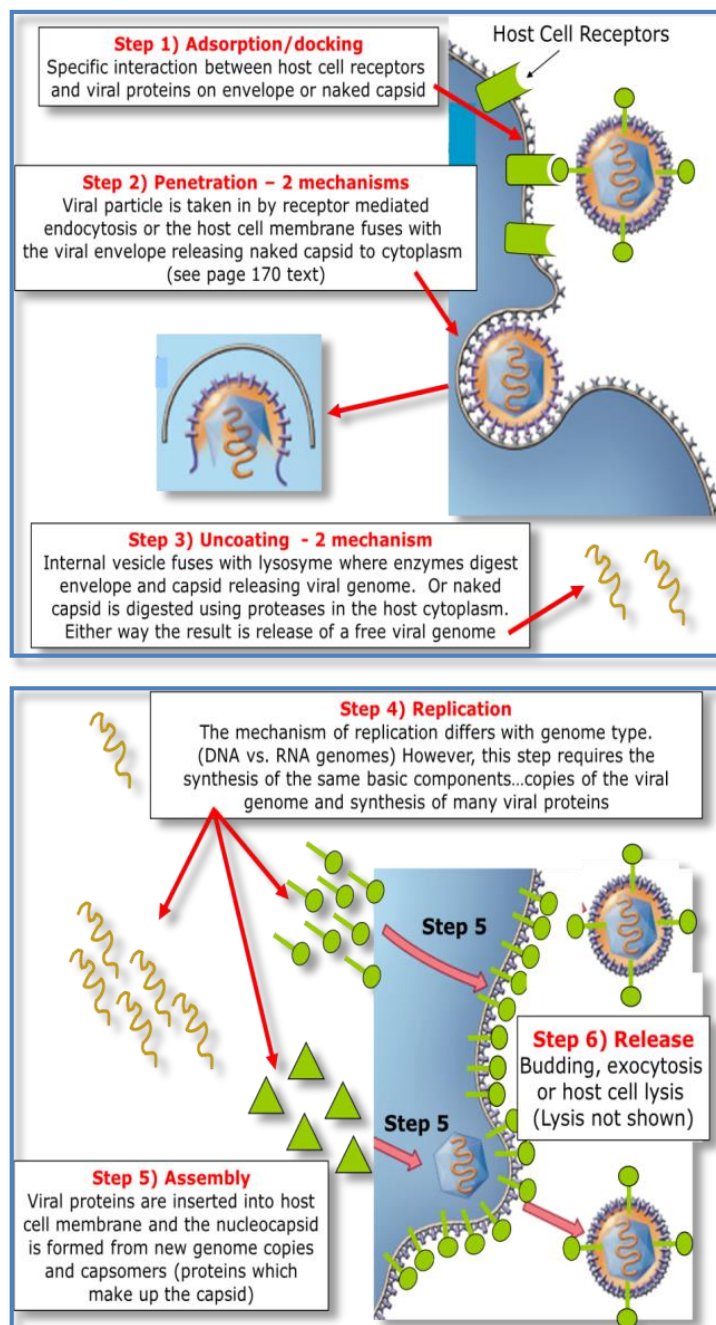 Step 1) Adsorption/docking
Specific interaction between host cell receptors
and viral proteins on envelope or naked capsid
Host Cell Receptors
Step 2) Penetration – 2 mechanisms
Viral particle is taken in by receptor mediated
endocytosis or the host cell membrane fuses with
the viral envelope releasing naked capsid to cytoplasm
(see page 170 text)
Step 3) Uncoating - 2 mechanism
Internal vesicle fuses with lysosyme where enzymes digest
envelope and capsid releasing viral genome. Or naked
capsid is digested using proteases in the host cytoplasm.
Either way the result is release of a free viral genome
Step 4) Replication
The mechanism of replication differs with genome type.
(DNA vs. RNA genomes) However, this step requires the
synthesis of the same basic components...copies of the viral
genome and synthesis of many viral proteins
Step 5
Step 6) Release
Budding, exocytosis
or host cell lysis
(Lysis not shown)
Step 5
Step 5) Assembly
Viral proteins are inserted into host
cell membrane and the nucleocapsid
is formed from new genome copies
and capsomers (proteins which
make up the capsid)